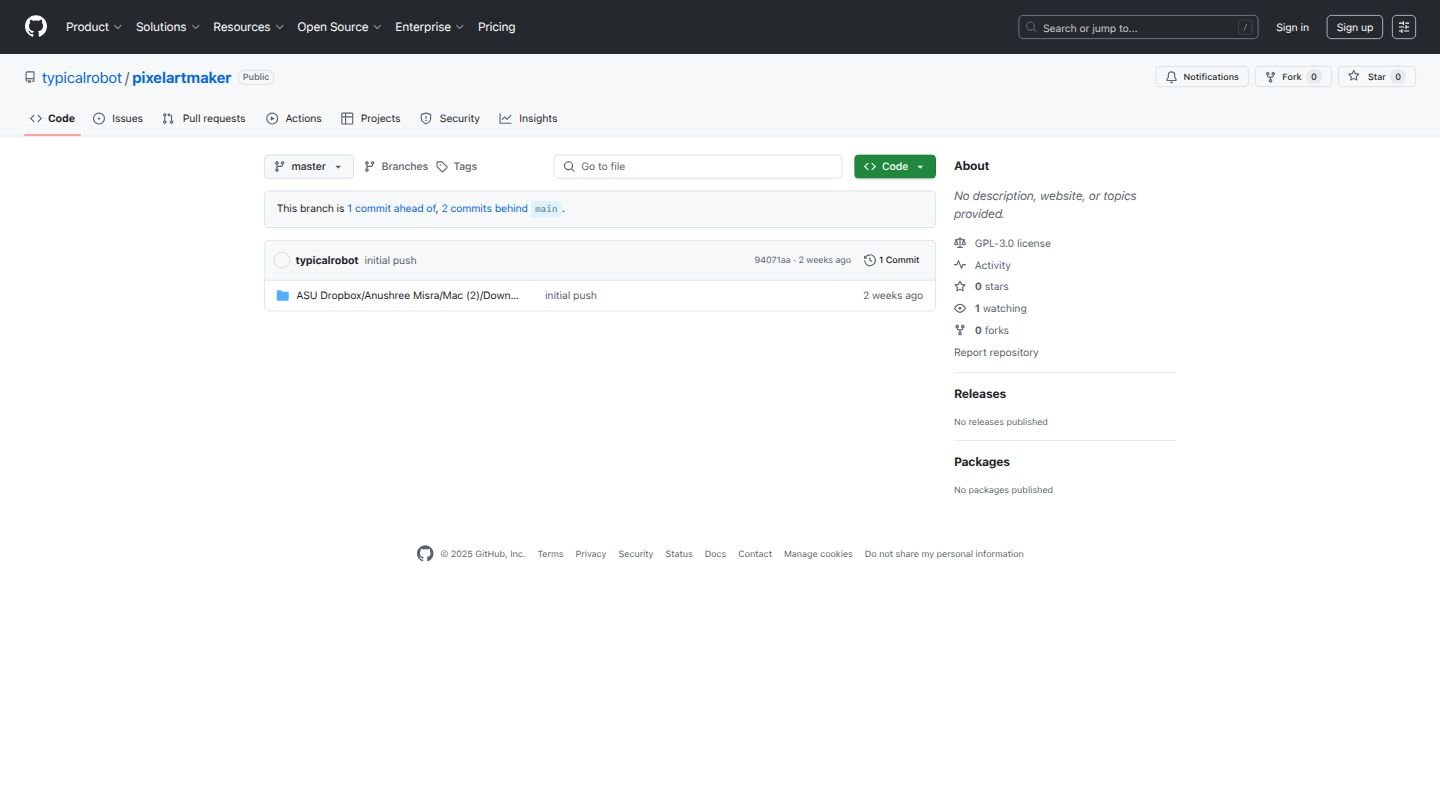 Product Solutions Resources Open Source Enterprise Pricing Search or jump to... / Sign in Sign up
typicalrobot / pixelartmaker Public Notifications Fork 0 Star 0
Code Issues Pull requests Actions Projects Security Insights
master Branches Tags Go to file Code
This branch is 1 commit ahead of, 2 commits behind main .
typicalrobot initial push 94071aa · 2 weeks ago 1 Commit
ASU Dropbox/Anushree Misra/Mac (2)/Down... initial push 2 weeks ago
About
No description, website, or topics
provided.
GPL-3.0 license
Activity
0 stars
1 watching
0 forks
Report repository
Releases
No releases published
Packages
No packages published
© 2025 GitHub, Inc. Terms Privacy Security Status Docs Contact Manage cookies Do not share my personal information